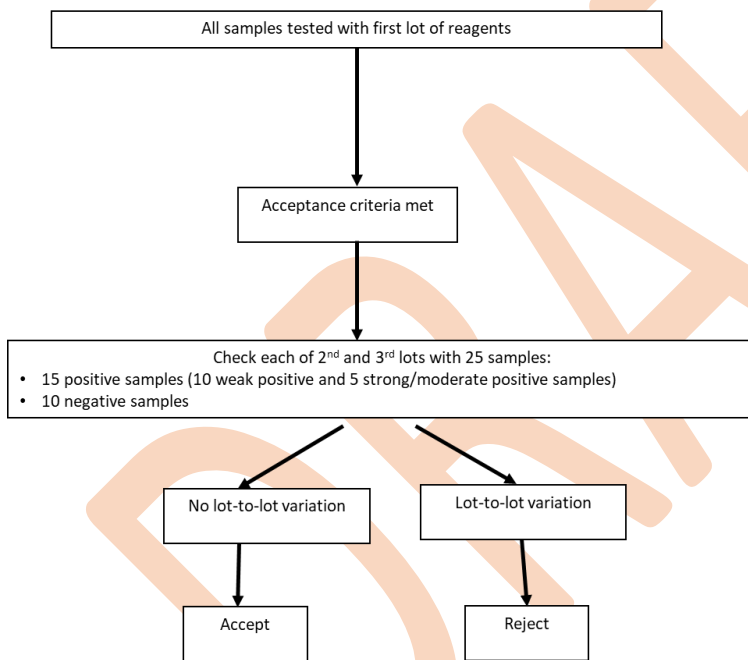 All samples tested with first lot of reagents
Acceptance criteria met
Check each of 2nd and 3rd lots with 25 samples:
• 15 positive samples (10 weak positive and 5 strong/moderate positive samples)
• 10 negative samples
No lot-to-lot variation
Lot-to-lot variation
Accept
Reject
DRA